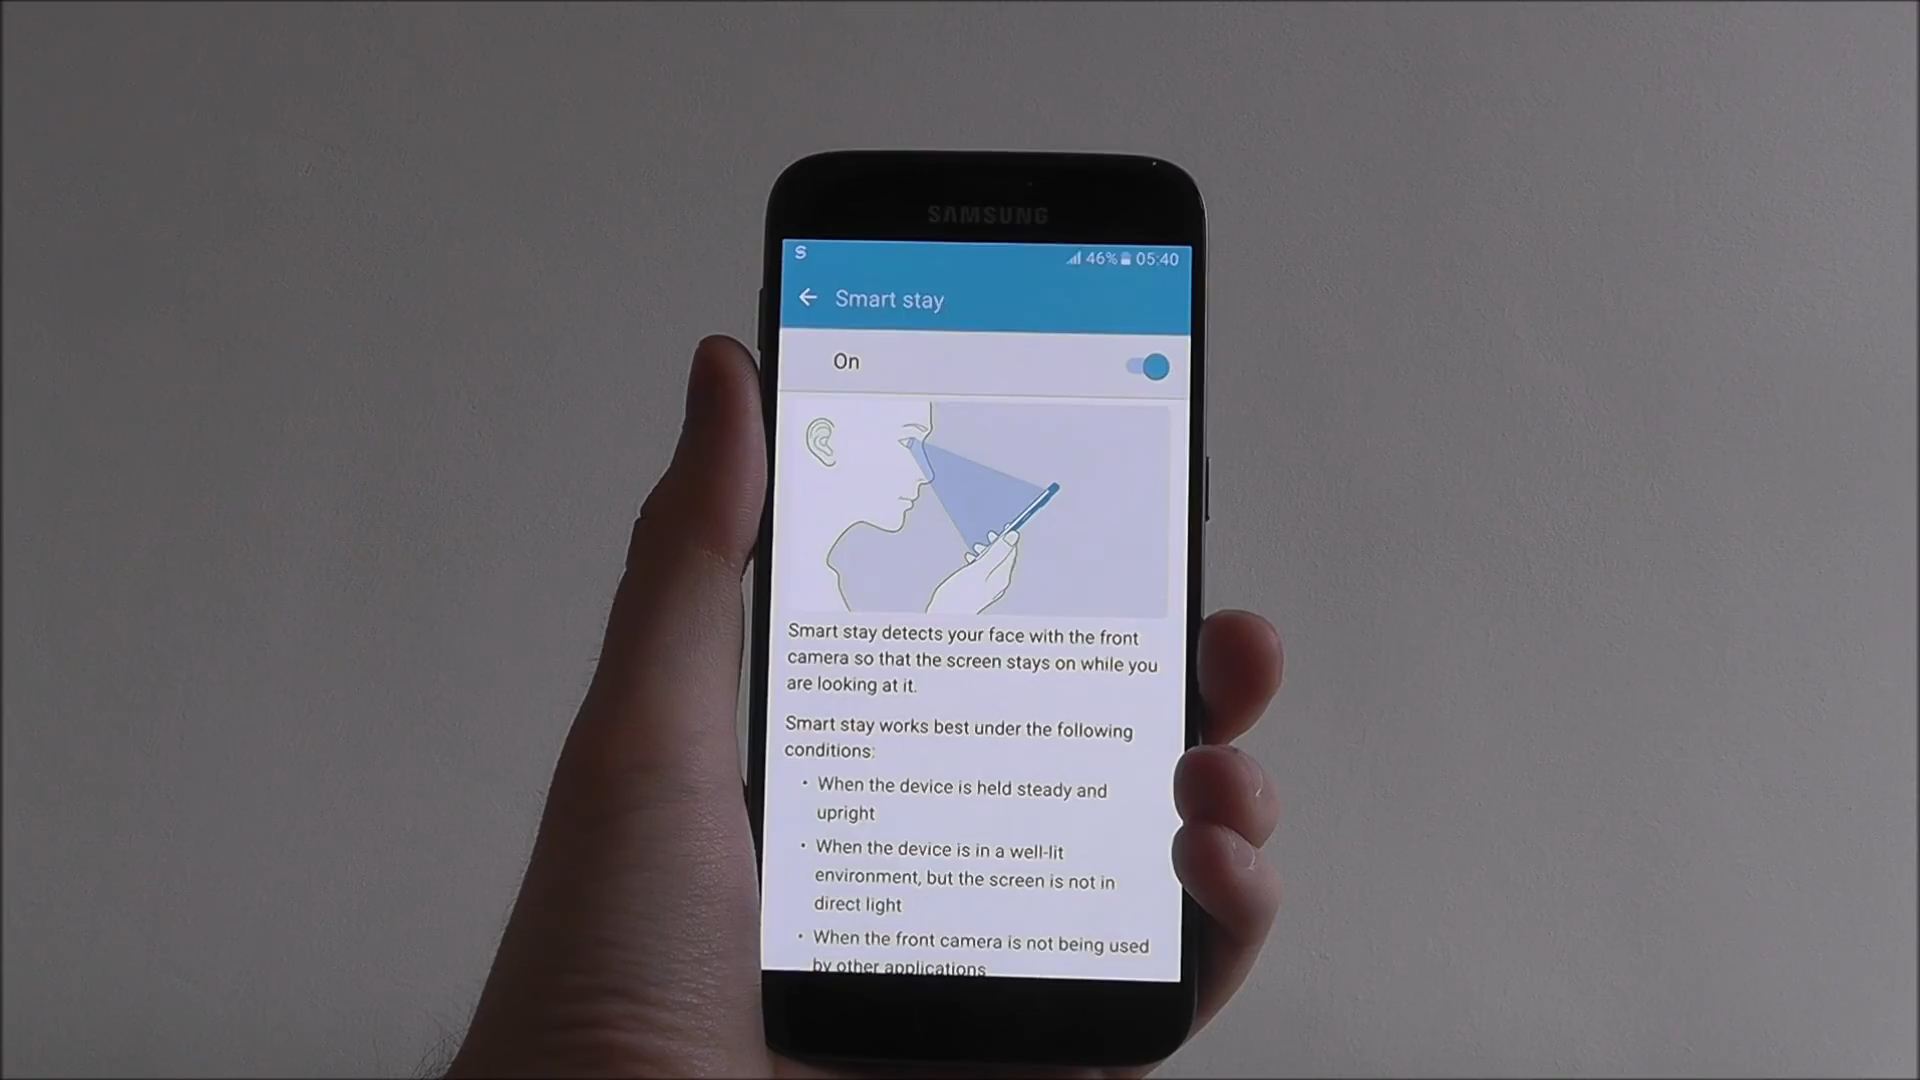 SAMSUNG
S 46% 05:40
Smart stay
On
Smart stay detects your face with the front
camera so that the screen stays on while you
are looking at it.
Smart stay works best under the following
conditions:
• When the device is held steady and
upright
• When the device is in a well-lit
environment, but the screen is not in
direct light
• When the front camera is not being used
by other applications